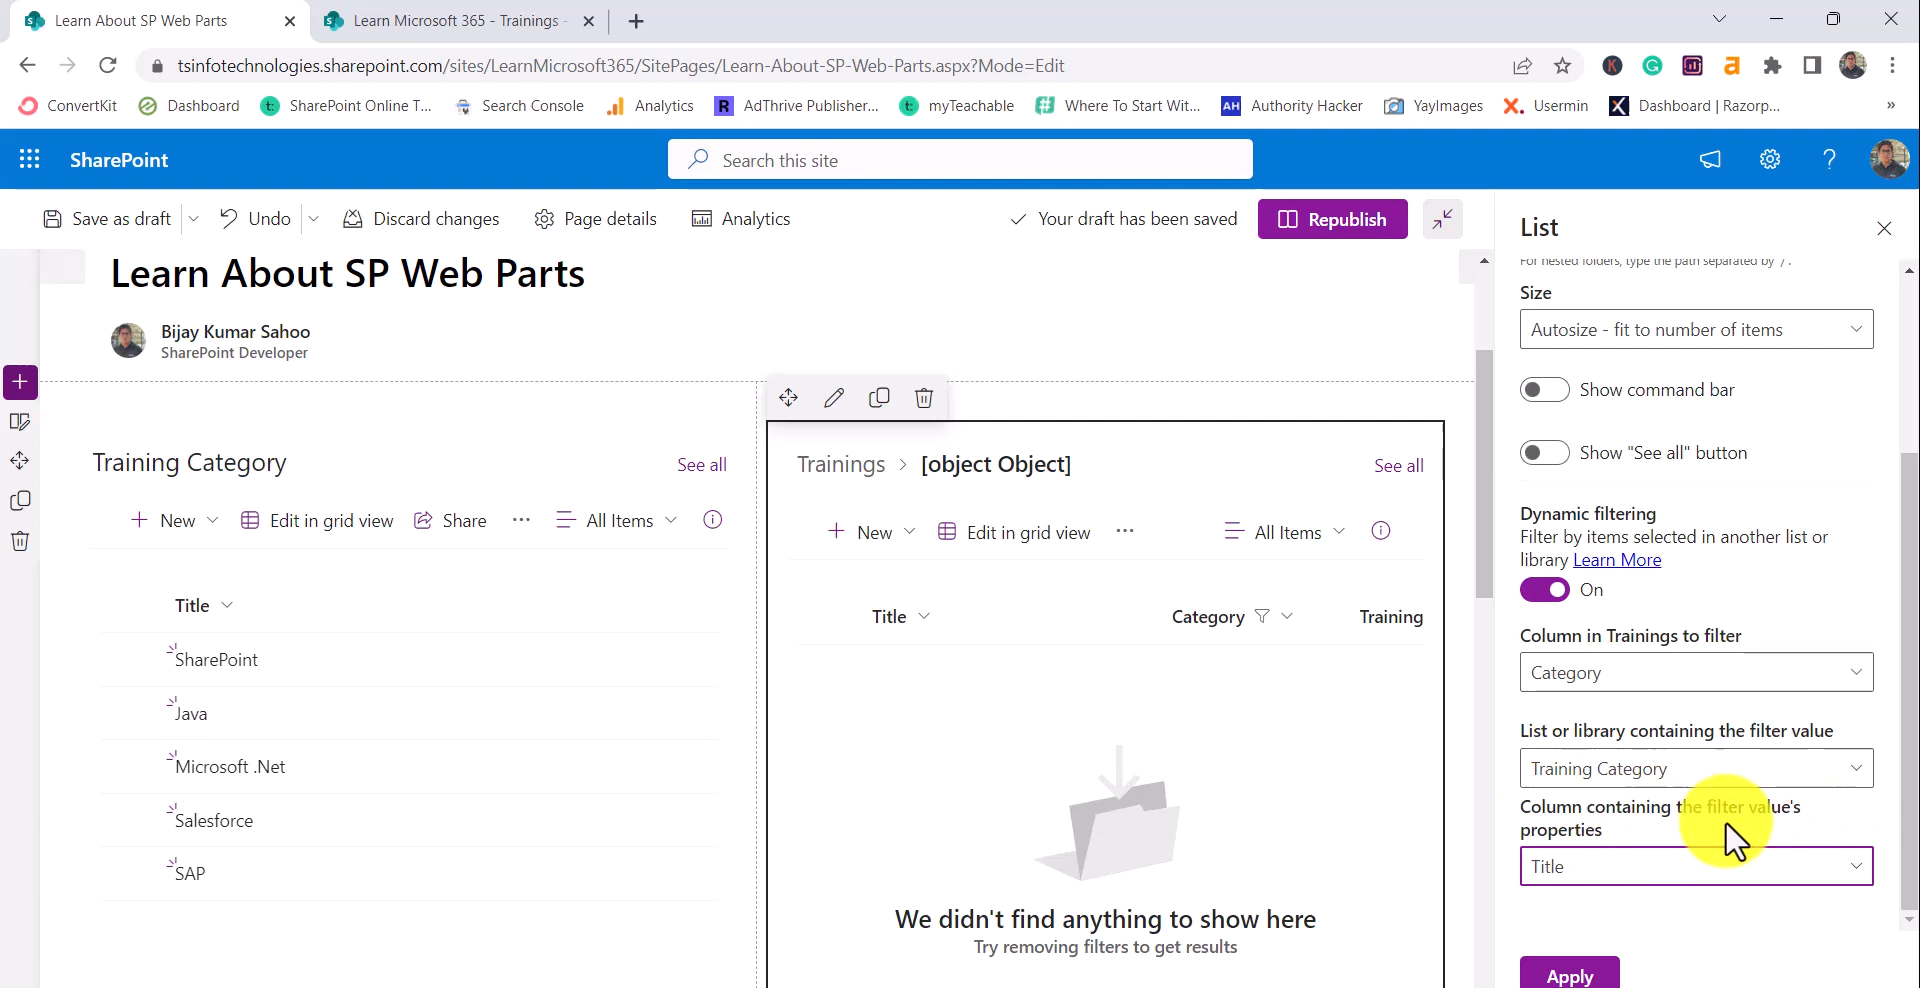 Learn About SP Web Parts
Learn Microsoft 365 - Trainings -
tsinfotechnologies.sharepoint.com/sites/LearnMicrosoft365/SitePages/Learn-About-SP-Web-Parts.aspx?Mode=Edit
ConvertKit
Dashboard
SharePoint Online T...
Search Console
Analytics
AdThrive Publisher...
myTeachable
Where To Start Wit...
AH Authority Hacker
YayImages
Usermin
Dashboard | Razorp...
SharePoint
Search this site
Save as draft
Undo
Discard changes
Page details
Analytics
Your draft has been saved
Republish
List
Learn About SP Web Parts
Bijay Kumar Sahoo
SharePoint Developer
Training Category
See all
New
Edit in grid view
Share
All Items
Title
SharePoint
Java
Microsoft .Net
Salesforce
SAP
Trainings > [object Object]
See all
New
Edit in grid view
All Items
Title
Category
Training
We didn't find anything to show here
Try removing filters to get results
For nested folders, type the path separated by '/'.
Size
Autosize - fit to number of items
Show command bar
Show "See all" button
Dynamic filtering
Filter by items selected in another list or
library Learn More
On
Column in Trainings to filter
Category
List or library containing the filter value
Training Category
Column containing the filter value's
properties
Title
Apply